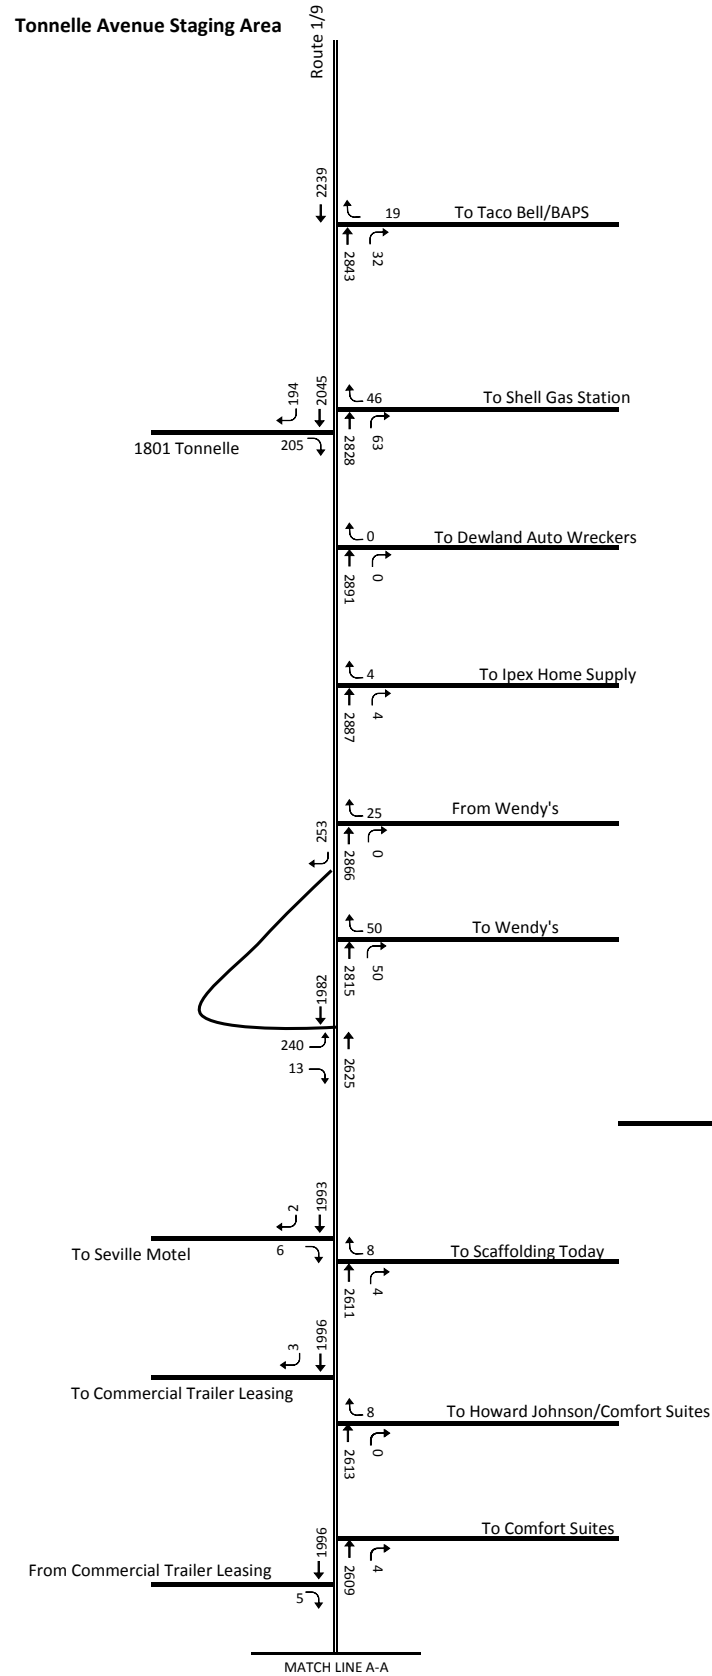 Tonnelle Avenue Staging Area
Route 1/9
2239
19
To Taco Bell/BAPS
2843
32
194
2045
46
To Shell Gas Station
1801 Tonnelle
205
2828
63
0
To Dewland Auto Wreckers
2891
0
4
To Ipex Home Supply
2887
4
25
From Wendy's
253
2866
0
50
To Wendy's
1982
2815
50
240
13
2625
2
1993
To Seville Motel
6
8
To Scaffolding Today
2611
4
3
1996
To Commercial Trailer Leasing
8
To Howard Johnson/Comfort Suites
2613
0
1996
To Comfort Suites
From Commercial Trailer Leasing
5
2609
4
MATCH LINE A-A